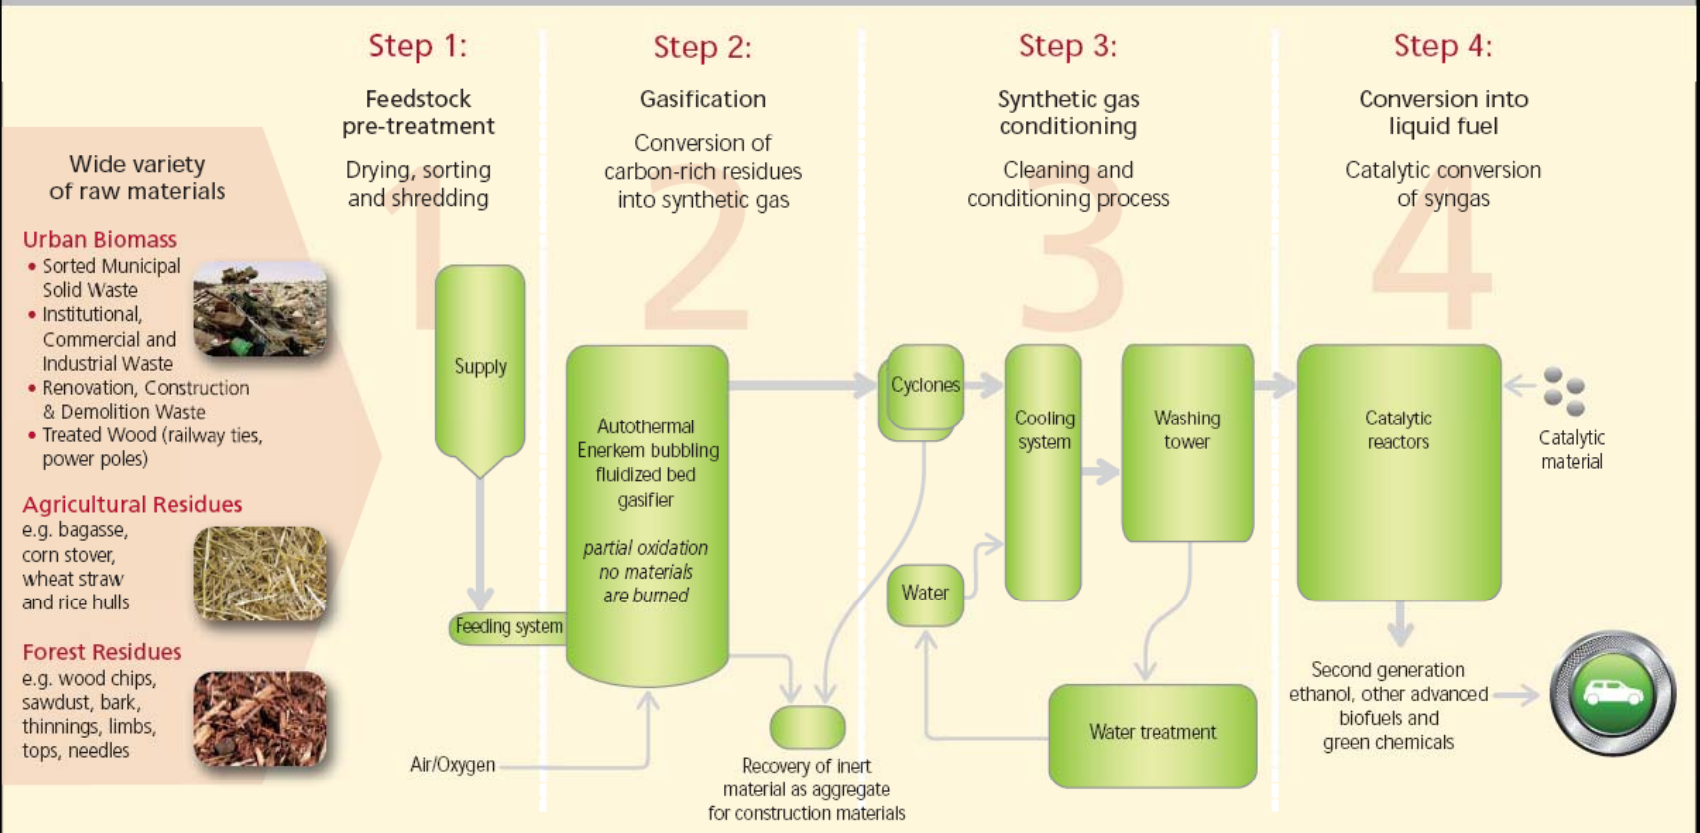 Step 1:
Feedstock
pre-treatment
Drying, sorting
and shredding
1
Step 2:
Gasification
Conversion of
carbon-rich residues
into synthetic gas
2
Step 3:
Synthetic gas
conditioning
Cleaning and
conditioning process
3
Step 4:
Conversion into
liquid fuel
Catalytic conversion
of syngas
4
Wide variety
of raw materials
Urban Biomass
• Sorted Municipal
Solid Waste
• Institutional,
Commercial and
Industrial Waste
• Renovation, Construction
& Demolition Waste
• Treated Wood (railway ties,
power poles)
Agricultural Residues
e.g. bagasse,
corn stover,
wheat straw
and rice hulls
Forest Residues
e.g. wood chips,
sawdust, bark,
thinnings, limbs,
tops, needles
Supply
Feeding system
Air/Oxygen
Autothermal
Enerkem bubbling
fluidized bed
gasifier
partial oxidation
no materials
are burned
Recovery of inert
material as aggregate
for construction materials
Cyclones
Cooling
system
Washing
tower
Water
Water treatment
Catalytic
reactors
Catalytic
material
Second generation
ethanol, other advanced
biofuels and
green chemicals